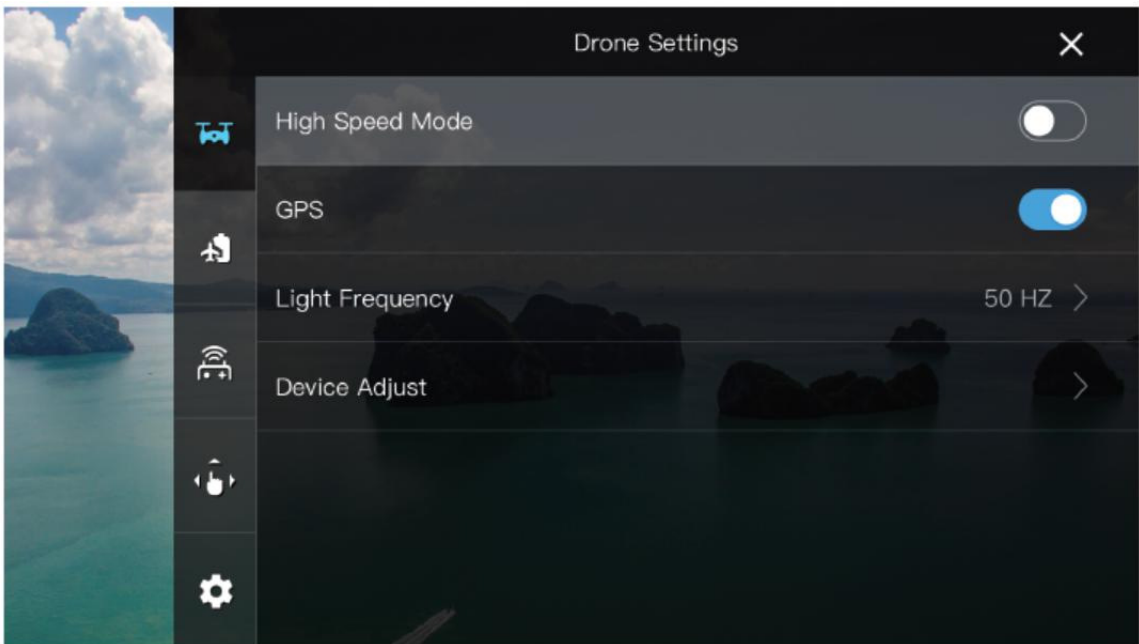 Drone Settings
High Speed Mode
GPS
Light Frequency 50 HZ
Device Adjust